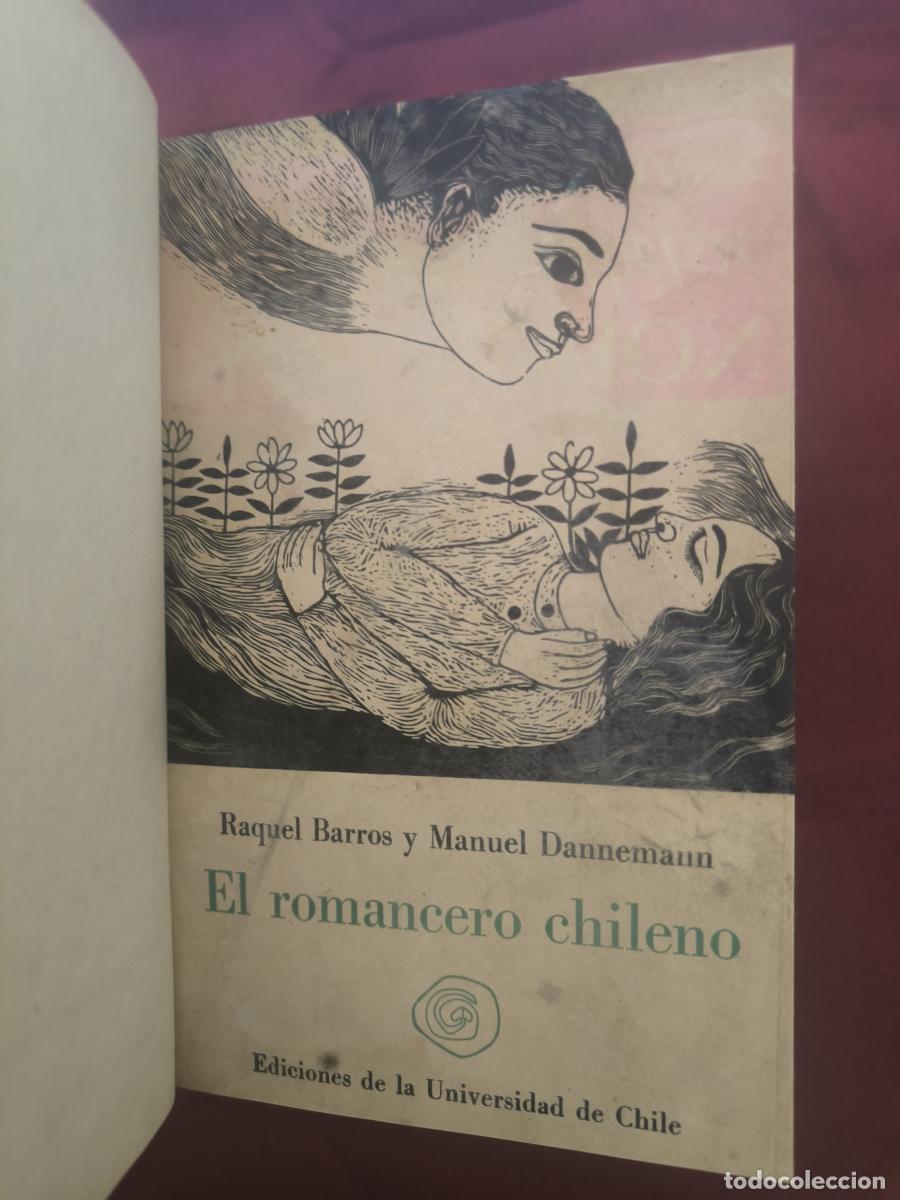 Raquel Barros y Manuel Dannemann
El romancero chileno
Ediciones de la Universidad de Chile
todocoleccion